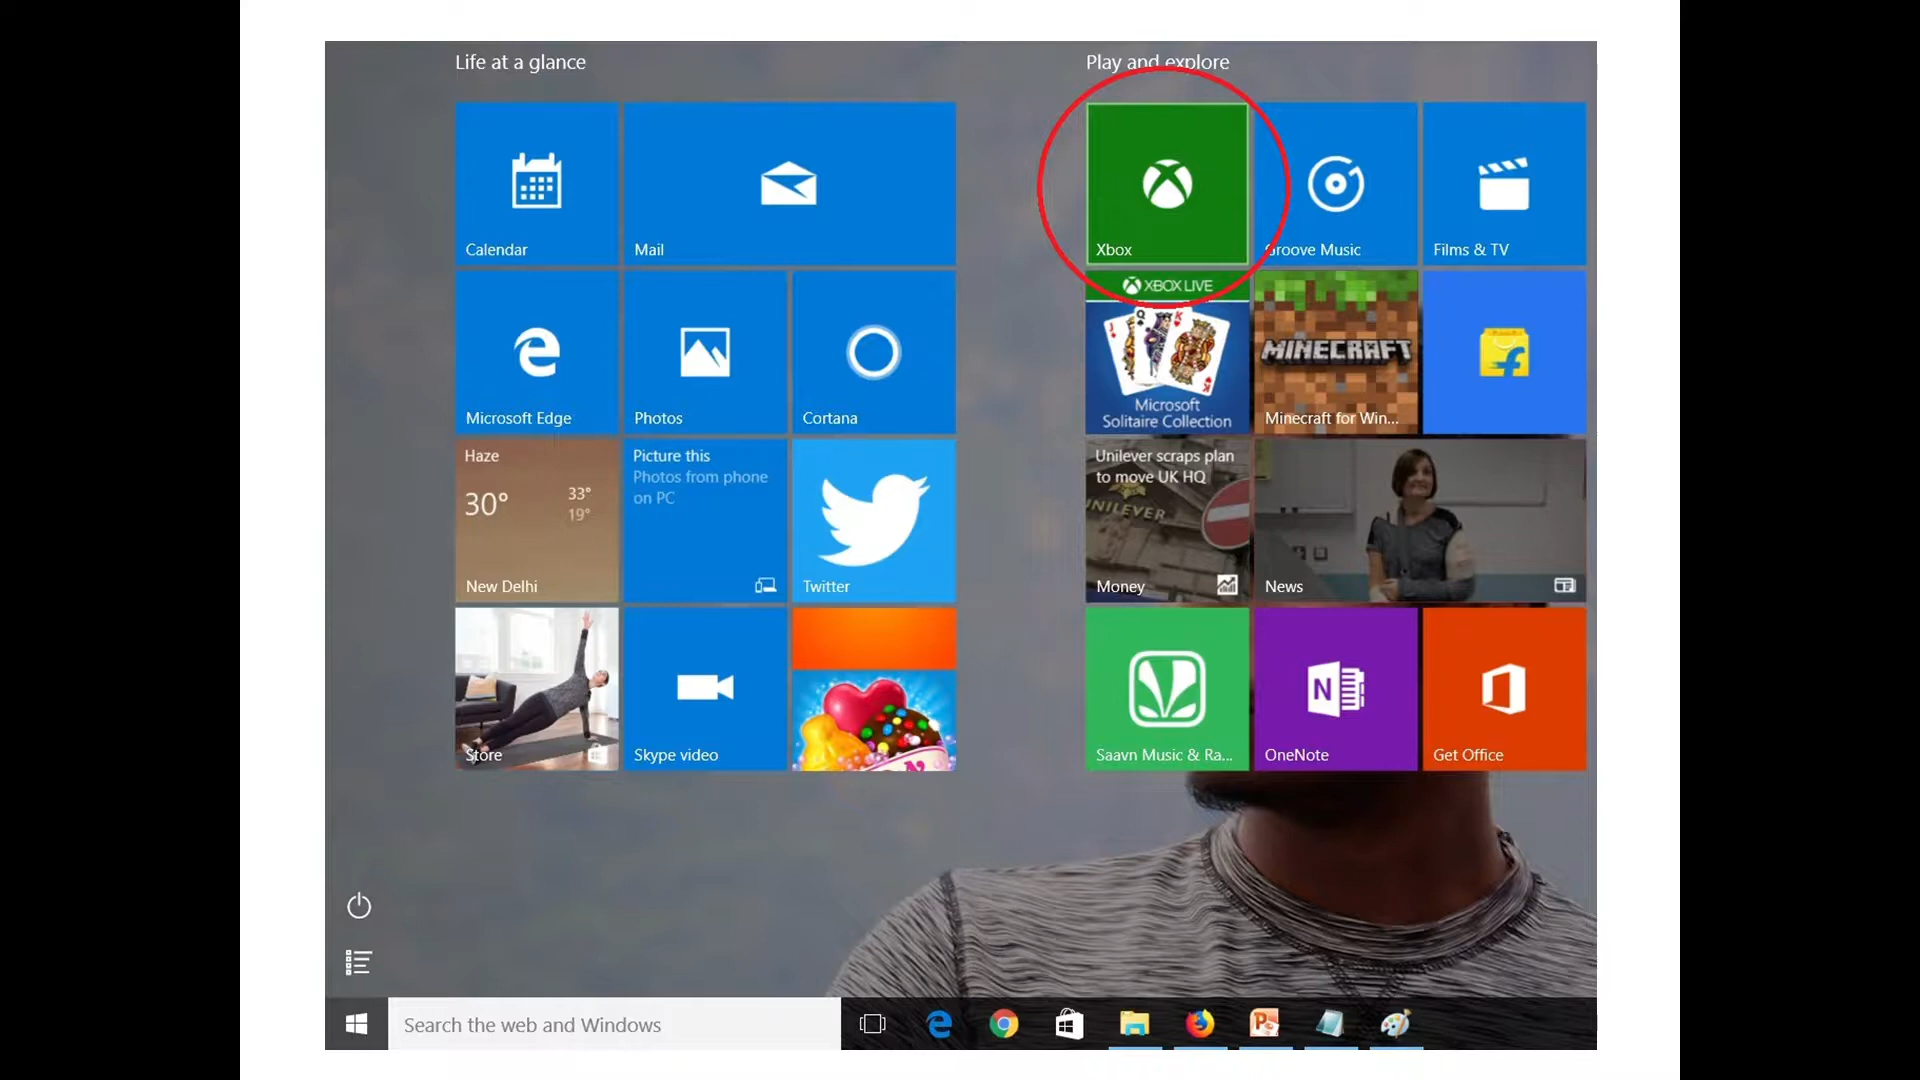 Life at a glance
Play and explore
Calendar
Mail
Xbox
Groove Music
Films & TV
Microsoft Edge
Photos
Cortana
XBOX LIVE
J
Q
K
K
Microsoft
Solitaire Collection
MINECRAFT
Minecraft for Win...
f
Haze
30°
33°
19°
New Delhi
Picture this
Photos from phone
on PC
Twitter
Unilever scraps plan
to move UK HQ
UNILEVER
Money
News
Store
Skype video
Saavn Music & Ra...
N
OneNote
Get Office
Search the web and Windows